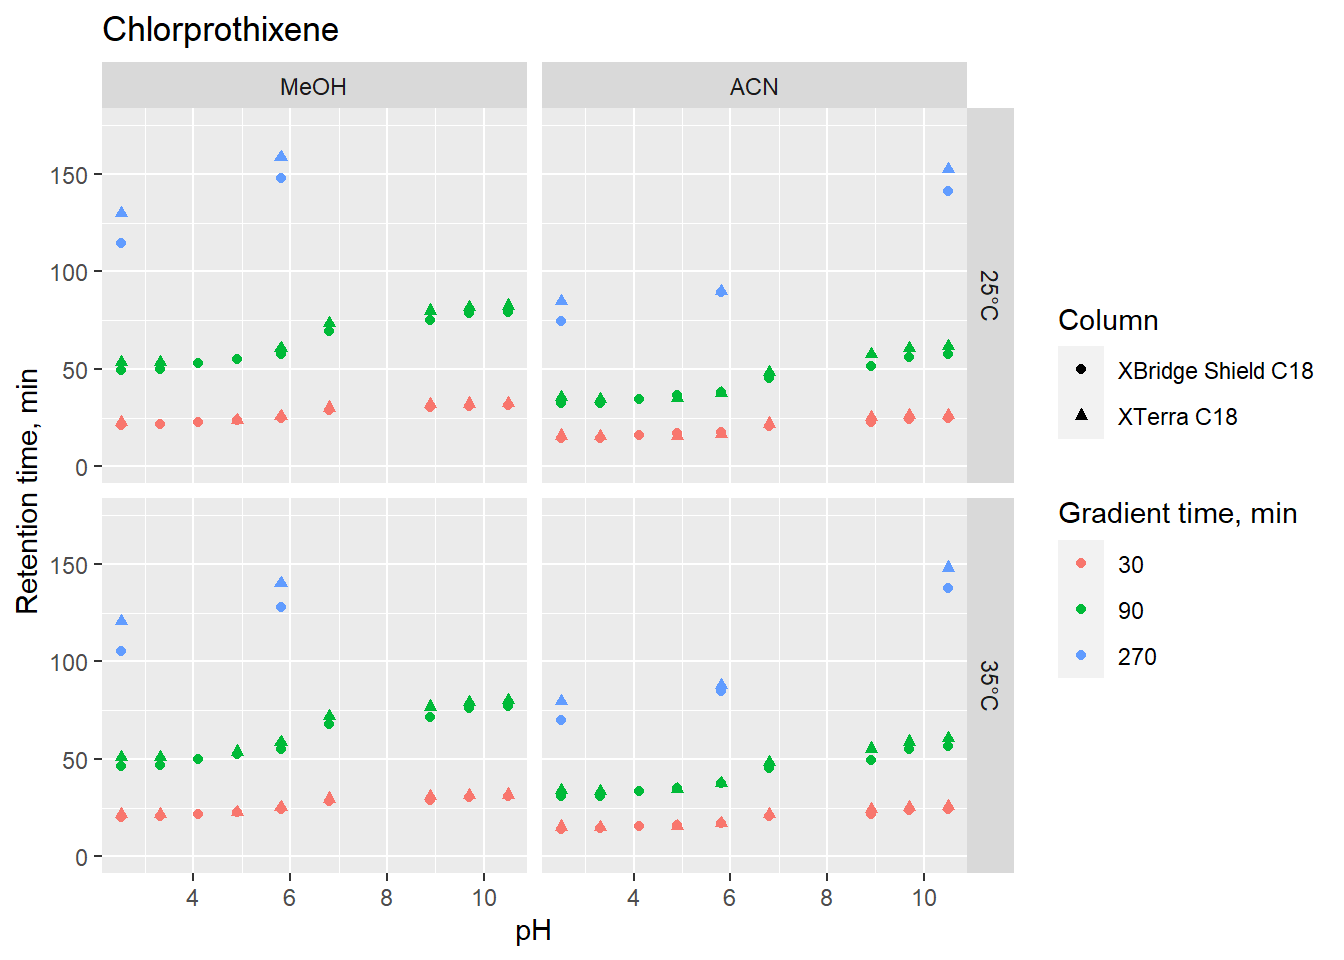 Chlorprothixene
MeOH
ACN
150
100
50
0
25°C
150
100
50
0
35°C
4
6
8
10
4
6
8
10
pH
Retention time, min
Column
XBridge Shield C18
XTerra C18
Gradient time, min
30
90
270